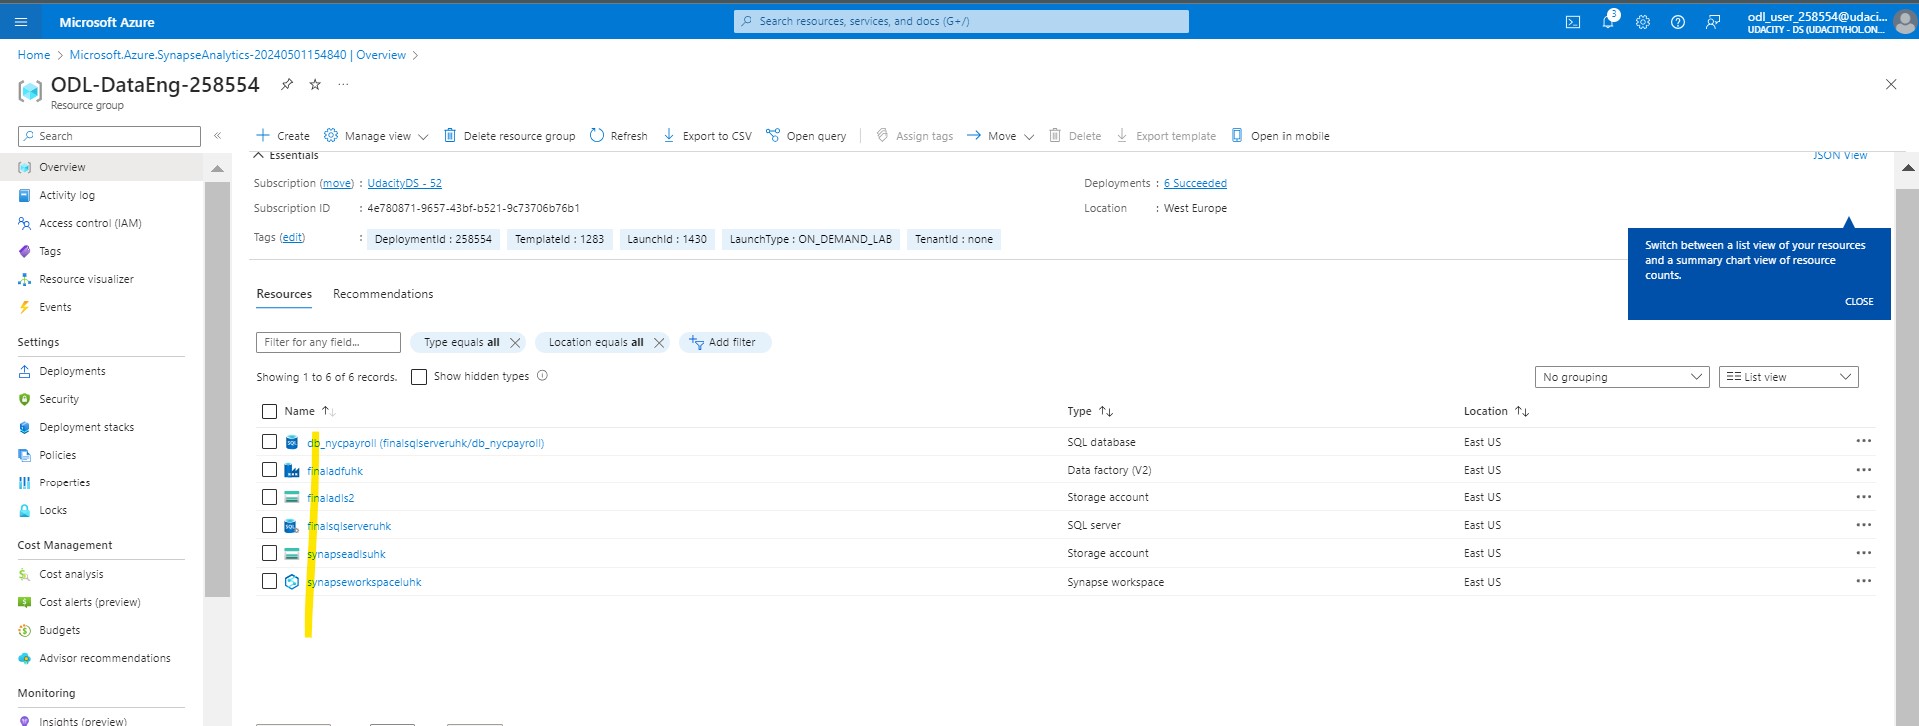 Microsoft Azure
Search resources, services, and docs (G+/)
3
odl_user_258554@udaci...
UDACITY - DS (UDACITYHOL.ON...
Home > Microsoft.Azure.SynapseAnalytics-20240501154840 | Overview >
ODL-DataEng-258554
Resource group
Search
Create Manage view Delete resource group Refresh Export to CSV Open query Assign tags Move Delete Export template Open in mobile
Essentials
JSON View
Subscription (move) : UdacityDS - 52
Deployments : 6 Succeeded
Subscription ID : 4e780871-9657-43bf-b521-9c73706b76b1
Location : West Europe
Tags (edit) : DeploymentId : 258554 TemplateId : 1283 LaunchId : 1430 LaunchType : ON_DEMAND_LAB TenantId : none
Switch between a list view of your resources
and a summary chart view of resource
counts.
CLOSE
Overview
Activity log
Access control (IAM)
Tags
Resource visualizer
Events
Settings
Deployments
Security
Deployment stacks
Policies
Properties
Locks
Cost Management
Cost analysis
Cost alerts (preview)
Budgets
Advisor recommendations
Monitoring
Insights (preview)
Resources Recommendations
Filter for any field...
Type equals all
Location equals all
Add filter
Showing 1 to 6 of 6 records.
Show hidden types
No grouping
List view
Name Type Location
db_nycpayroll (finalsqlserveruhk/db_nycpayroll) SQL database East US
finaladfuhk Data factory (V2) East US
finaladls2 Storage account East US
finalsqlserveruhk SQL server East US
synapseadlsuhk Storage account East US
synapseworkspaceluhk Synapse workspace East US